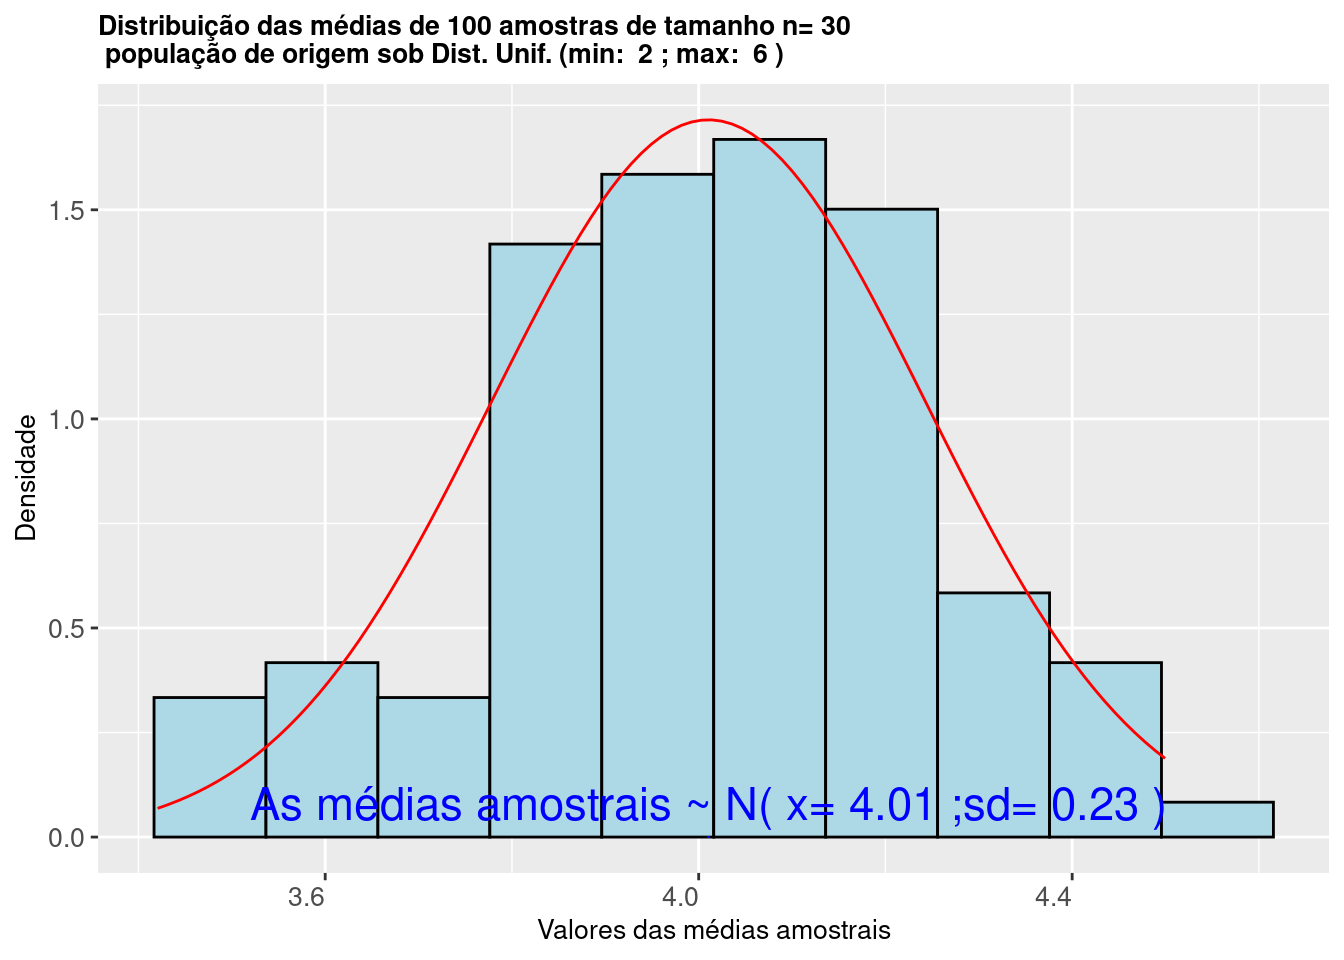 Distribuição das médias de 100 amostras de tamanho n= 30
população de origem sob Dist. Unif. (min:  2 ; max:  6 )
Densidade
1.5
1.0
0.5
0.0
As médias amostrais ~ N( x= 4.01 ;sd= 0.23 )
3.6
4.0
4.4
Valores das médias amostrais